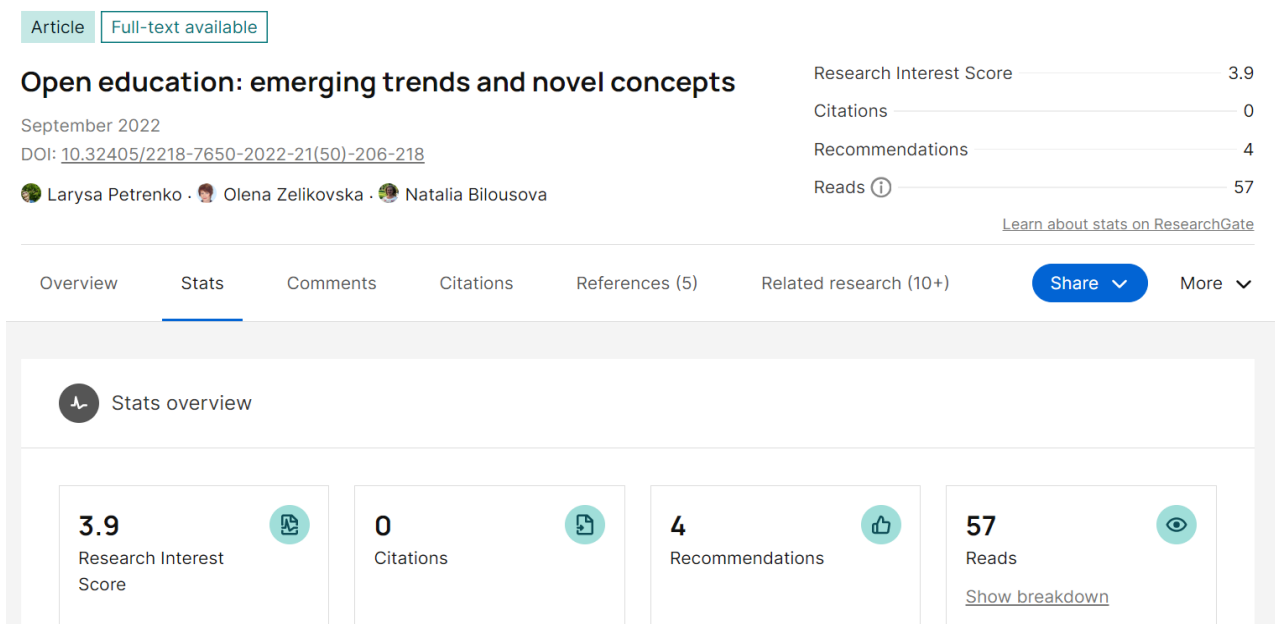 Article Full-text available
Open education: emerging trends and novel concepts
September 2022
DOI: 10.32405/2218-7650-2022-21(50)-206-218
Larysa Petrenko · Olena Zelikovska · Natalia Bilousova
Research Interest Score 3.9
Citations 0
Recommendations 4
Reads 57
Learn about stats on ResearchGate
Overview Stats Comments Citations References (5) Related research (10+) Share More
Stats overview
3.9
Research Interest
Score
0
Citations
4
Recommendations
57
Reads
Show breakdown